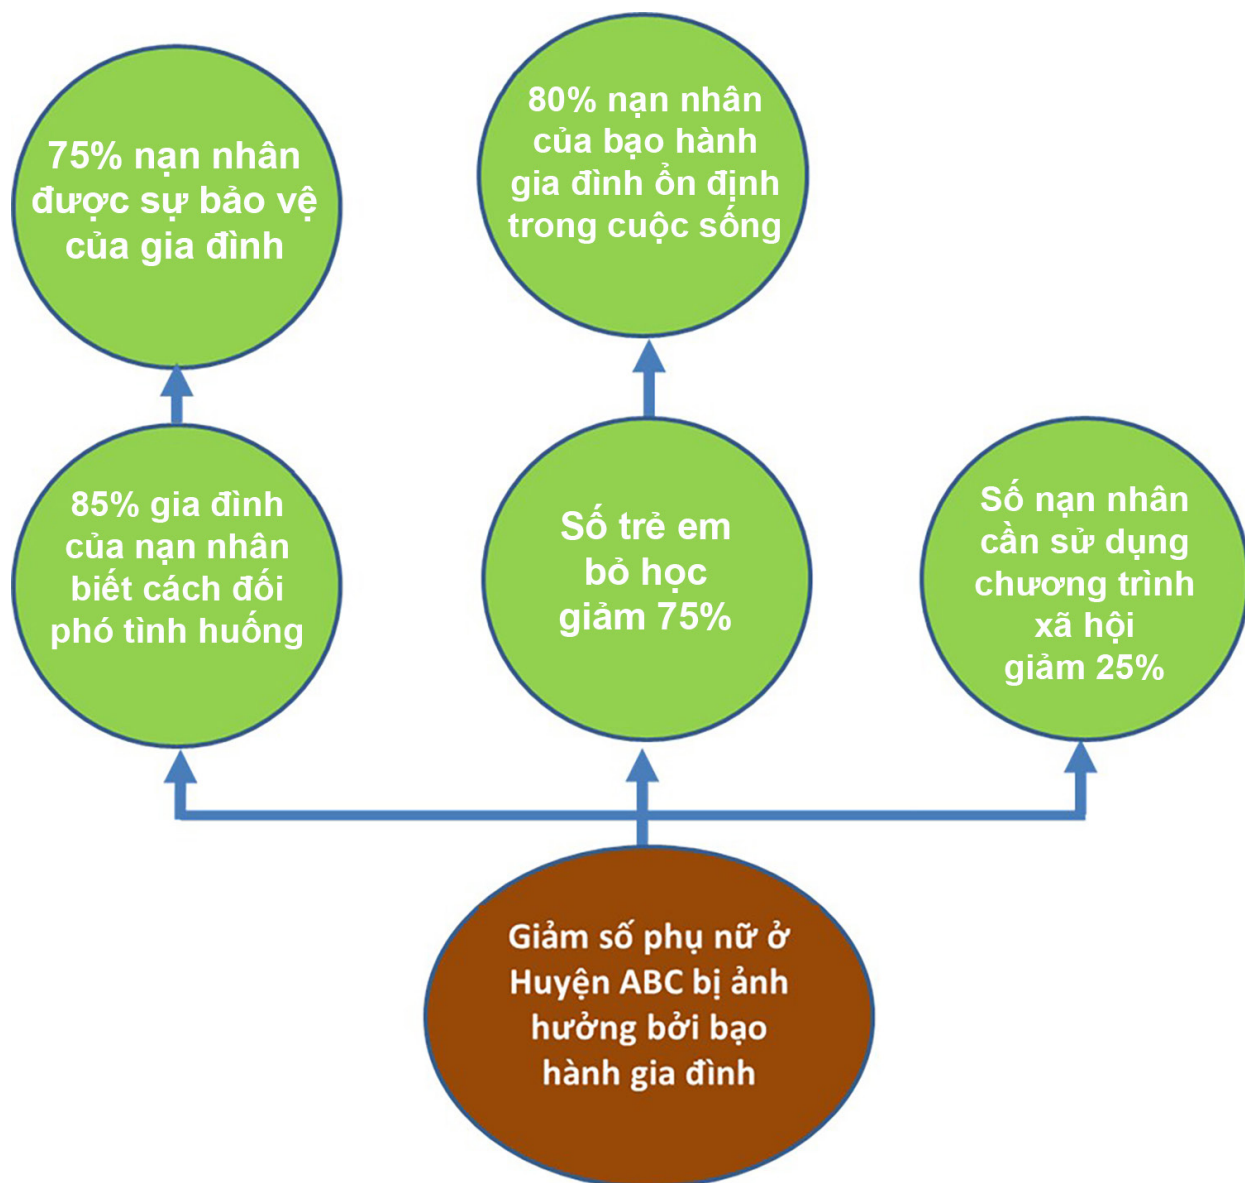 75% nạn nhân
được sự bảo vệ
của gia đình
80% nạn nhân
của bạo hành
gia đình ổn định
trong cuộc sống
85% gia đình
của nạn nhân
biết cách đối
phó tình huống
Số trẻ em
bỏ học
giảm 75%
Số nạn nhân
cần sử dụng
chương trình
xã hội
giảm 25%
Giảm số phụ nữ ở
Huyện ABC bị ảnh
hưởng bởi bạo
hành gia đình